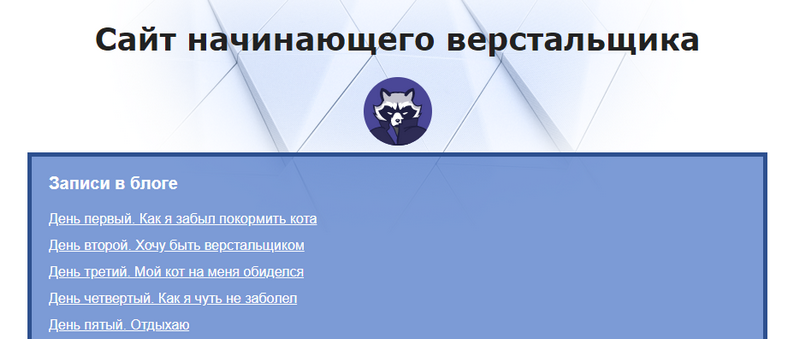 Сайт начинающего верстальщика
Записи в блоге
День первый. Как я забыл покормить кота
День второй. Хочу быть верстальщиком
День третий. Мой кот на меня обиделся
День четвертый. Как я чуть не заболел
День пятый. Отдыхаю